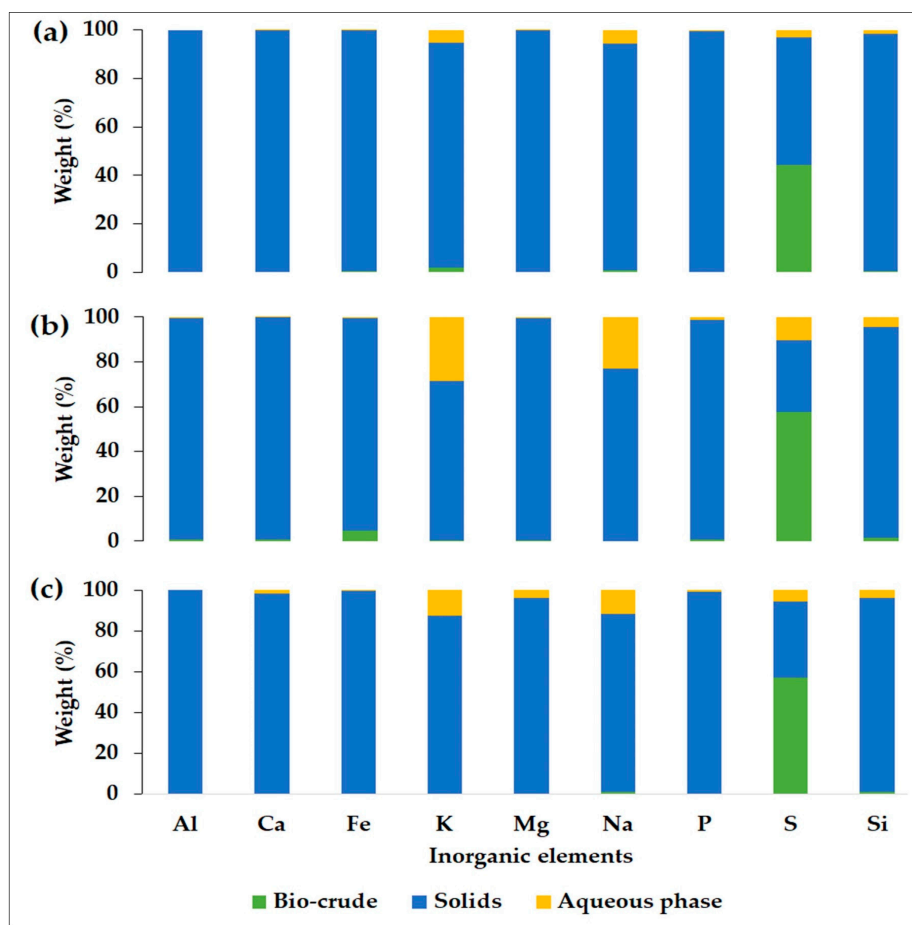 (a)
Weight (%)
100
80
60
40
20
0
(b)
Weight (%)
100
80
60
40
20
0
(c)
Weight (%)
100
80
60
40
20
0
Al Ca Fe K Mg Na P S Si
Inorganic elements
Bio-crude Solids Aqueous phase